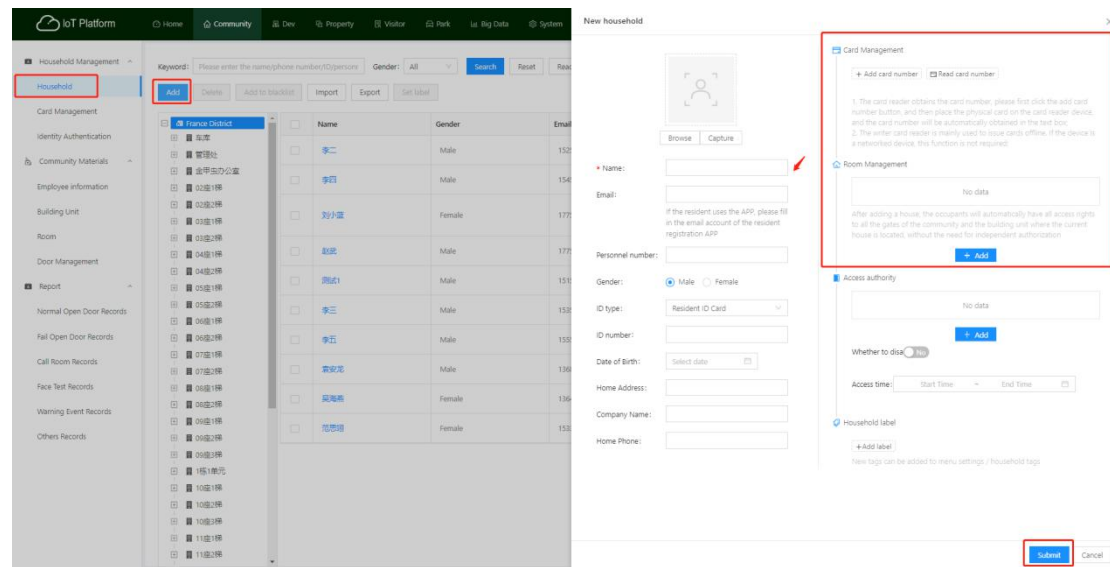 IoT Platform
Home
Community
Dev
Property
Visitor
Park
Big Data
System
Household Management
Household
Card Management
Identity Authentication
Community Materials
Employee information
Building Unit
Room
Door Management
Report
Normal Open Door Records
Fail Open Door Records
Call Room Records
Face Test Records
Warning Event Records
Others Records
Keyword:
Please enter the name/phone number/ID/person
Gender:
All
Search
Reset
Read
Add
Delete
Add to blacklist
Import
Export
Set label
France District
车库
管理处
金甲虫办公室
02座1梯
02座2梯
03座1梯
03座2梯
04座1梯
04座2梯
05座1梯
05座2梯
06座1梯
06座2梯
07座1梯
07座2梯
08座1梯
08座2梯
09座1梯
09座2梯
09座3梯
1栋1单元
10座1梯
10座2梯
10座3梯
11座1梯
11座2梯
Name
Gender
Email
李二
Male
152
李四
Male
154
Female
177
赵武
Male
177
测试1
Male
151
李三
Male
153
李五
Male
155
袁安龙
Male
136
吴海燕
Female
136
范思翊
Female
153
New household
Browse
Capture
* Name:
Email:
If the resident uses the APP, please fill
in the email account of the resident
registration APP
Personnel number:
Gender:
Male
Female
ID type:
Resident ID Card
ID number:
Date of Birth:
Select date
Home Address:
Company Name:
Home Phone:
Card Management
+ Add card number
Read card number
1. The card reader obtains the card number, please first click the add card
number button, and then place the physical card on the card reader device,
and the card number will be automatically obtained in the text box;
2. The writer card reader is mainly used to issue cards offline. If the device is
a networked device, this function is not required!
Room Management
No data
After adding a house, the occupants will automatically have all access rights
to all the gates of the community and the building unit where the current
house is located, without the need for independent authorization
+ Add
Access authority
No data
+ Add
Whether to disa
No
Access time:
Start Time
~
End Time
Household label
+Add label
New tags can be added to menu settings / household tags
Submit
Cancel